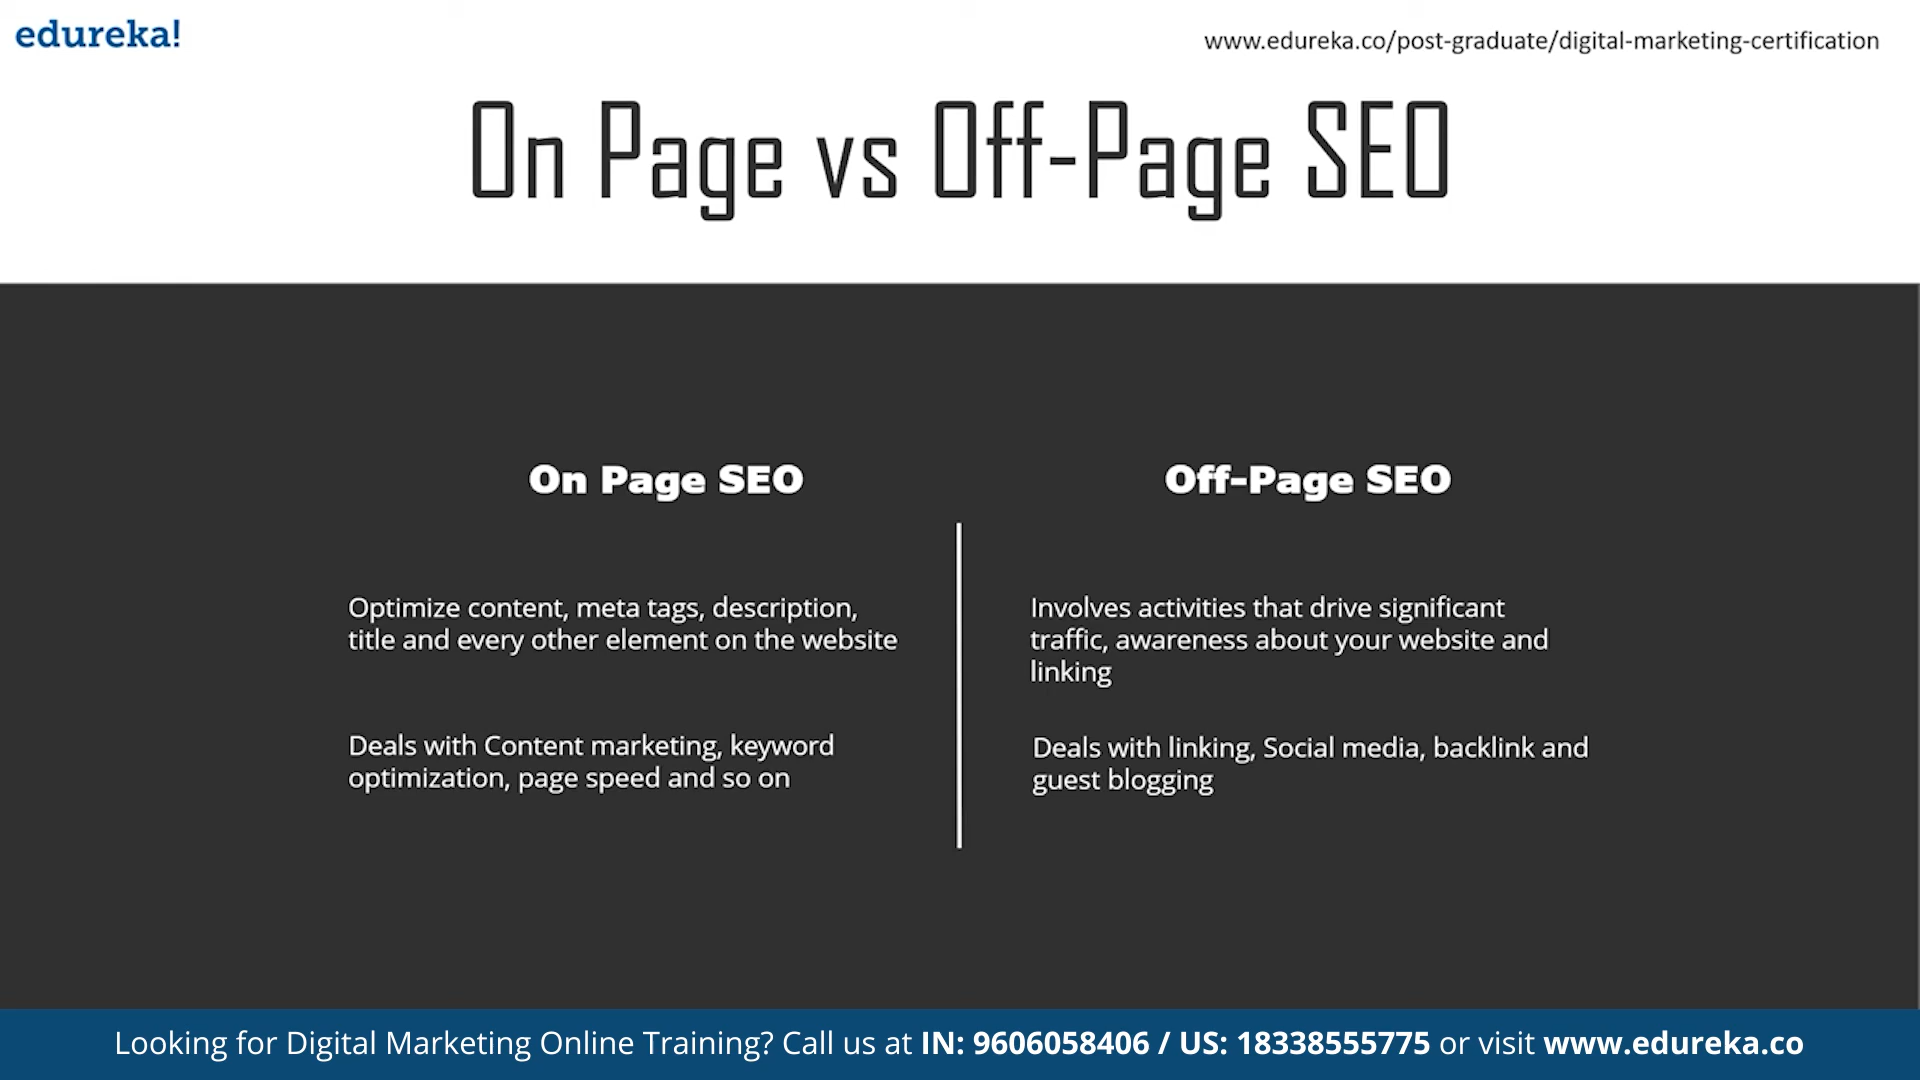 edureka!
www.edureka.co/post-graduate/digital-marketing-certification
On Page vs Off-Page SEO
On Page SEO
Optimize content, meta tags, description,
title and every other element on the website
Deals with Content marketing, keyword
optimization, page speed and so on
Off-Page SEO
Involves activities that drive significant
traffic, awareness about your website and
linking
Deals with linking, Social media, backlink and
guest blogging
Looking for Digital Marketing Online Training? Call us at IN: 9606058406 / US: 18338555775 or visit www.edureka.co